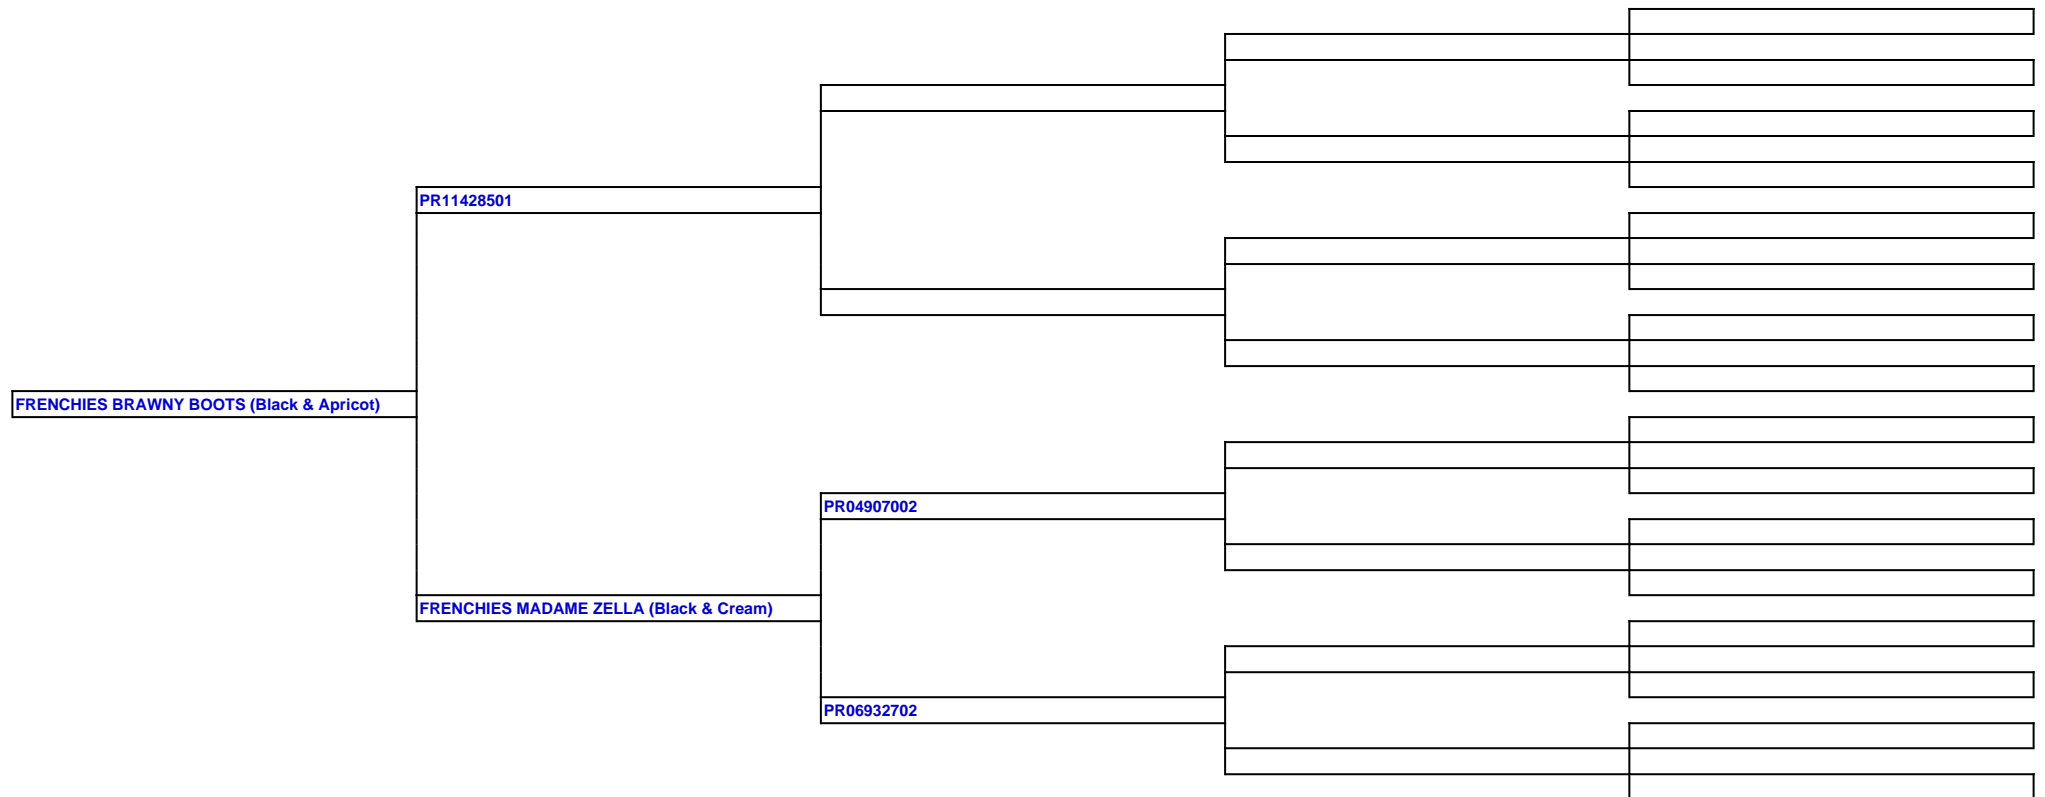 PR11428501
FRENCHIES BRAWNY BOOTS (Black & Apricot)
PR04907002
FRENCHIES MADAME ZELLA (Black & Cream)
PR06932702